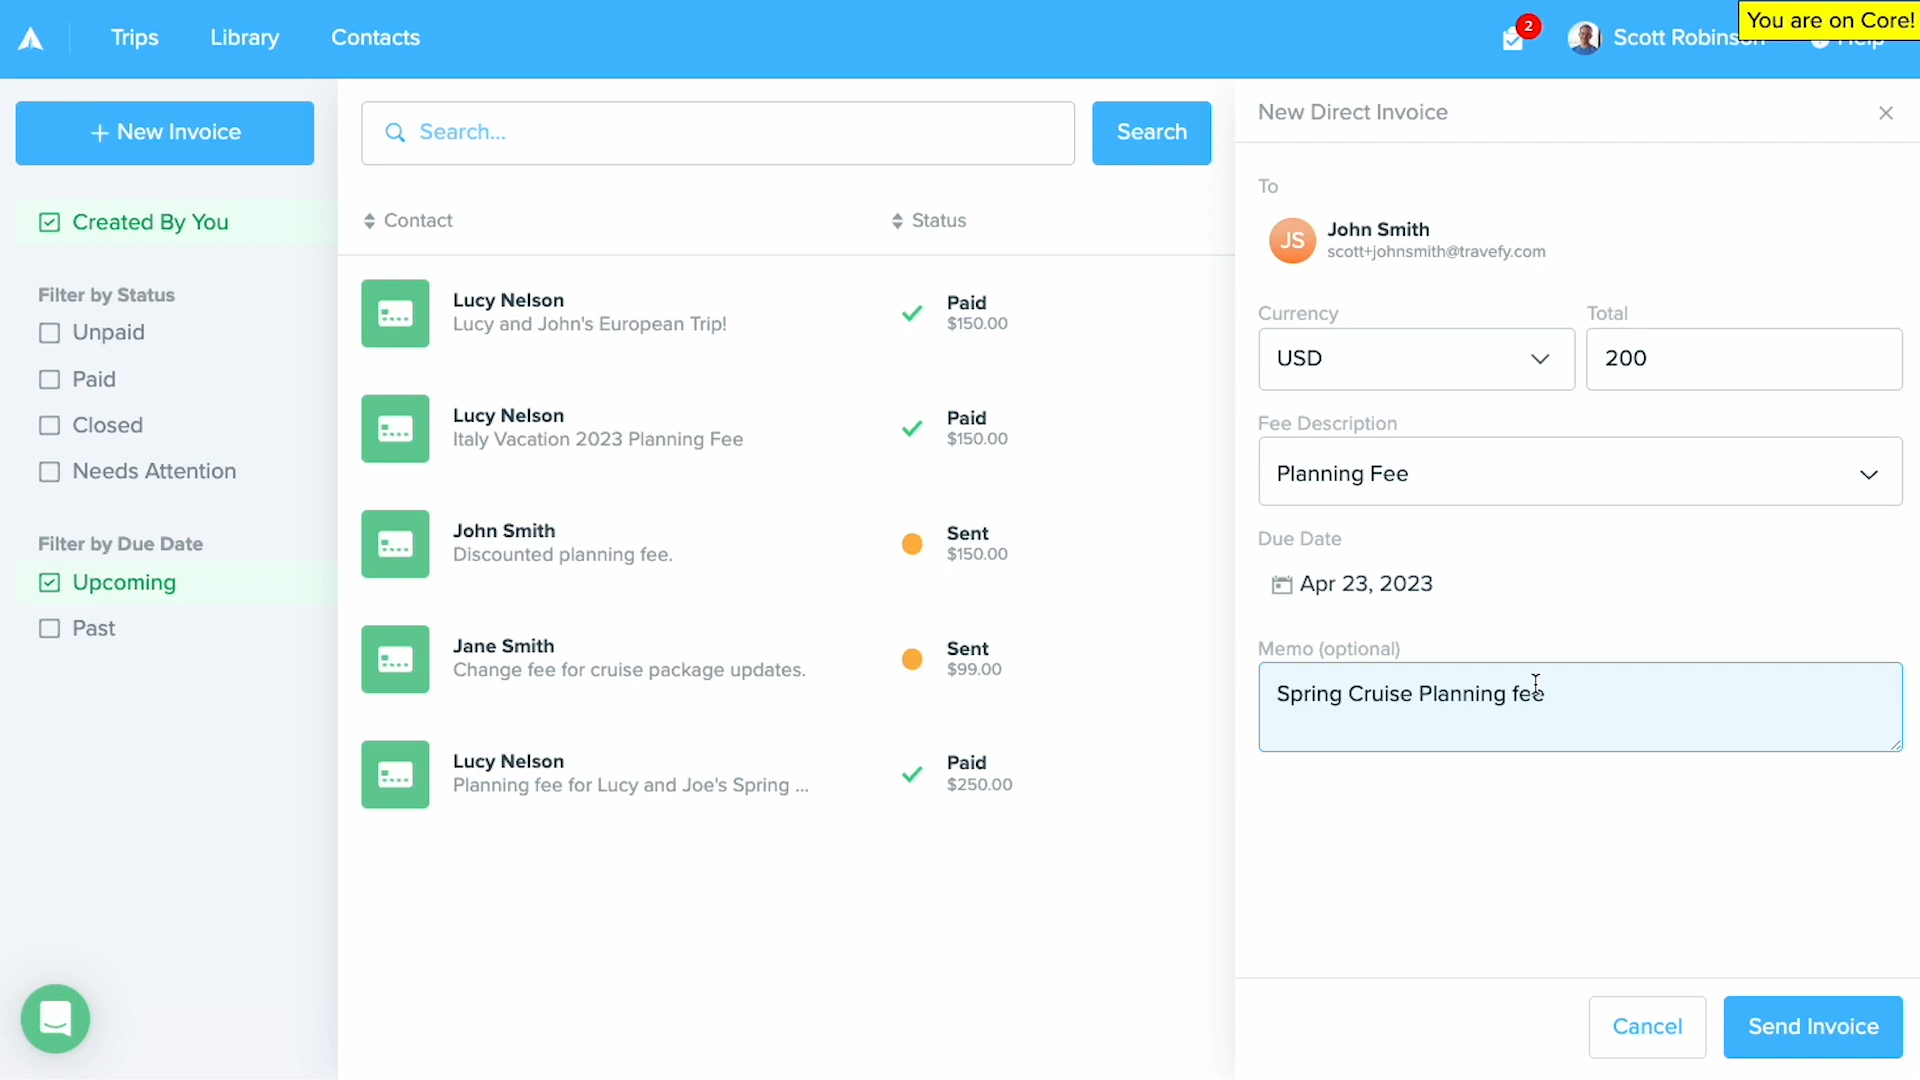 Trips
Library
Contacts
2
Scott Robinson
You are on Core!
Help
+ New Invoice
Created By You
Filter by Status
Unpaid
Paid
Closed
Needs Attention
Filter by Due Date
Upcoming
Past
Search...
Search
Contact
Status
Lucy Nelson
Lucy and John's European Trip!
Paid
$150.00
Lucy Nelson
Italy Vacation 2023 Planning Fee
Paid
$150.00
John Smith
Discounted planning fee.
Sent
$150.00
Jane Smith
Change fee for cruise package updates.
Sent
$99.00
Lucy Nelson
Planning fee for Lucy and Joe's Spring ...
Paid
$250.00
New Direct Invoice
To
JS
John Smith
scott+johnsmith@travefy.com
Currency
Total
USD
200
Fee Description
Planning Fee
Due Date
Apr 23, 2023
Memo (optional)
Spring Cruise Planning fee
Cancel
Send Invoice